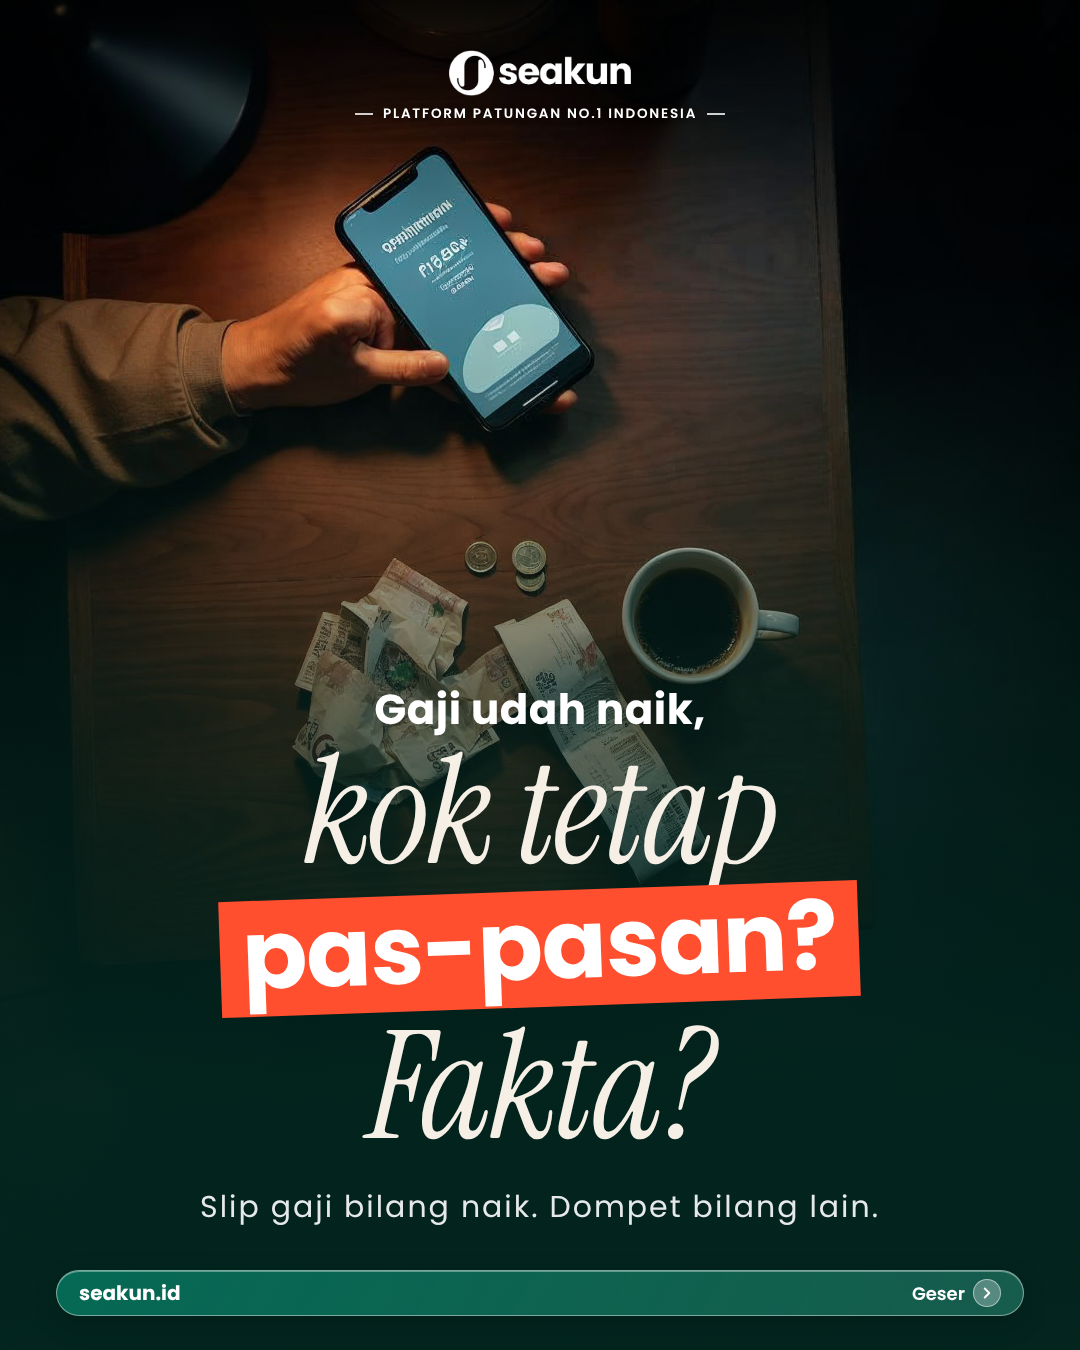 seakun
PLATFORM PATUNGAN NO.1 INDONESIA
Gaji udah naik,
kok tetap
pas-pasan?
Fakta?
Slip gaji bilang naik. Dompet bilang lain.
seakun.id
Geser